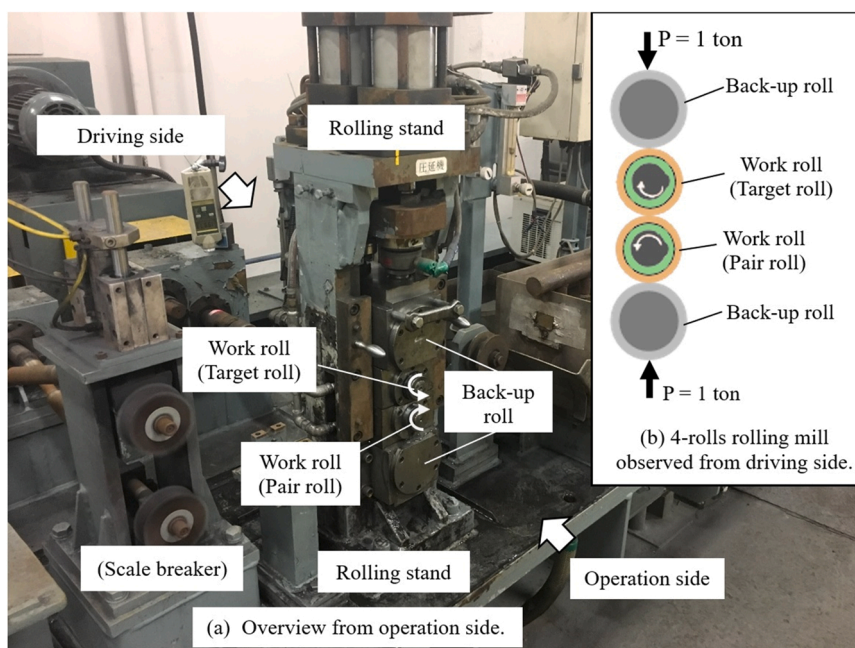 Driving side
Rolling stand
圧延機
Work roll
(Target roll)
Back-up
roll
Work roll
(Pair roll)
(Scale breaker)
Rolling stand
Operation side
(a) Overview from operation side.
P = 1 ton
Back-up roll
Work roll
(Target roll)
Work roll
(Pair roll)
Back-up roll
P = 1 ton
(b) 4-rolls rolling mill
observed from driving side.